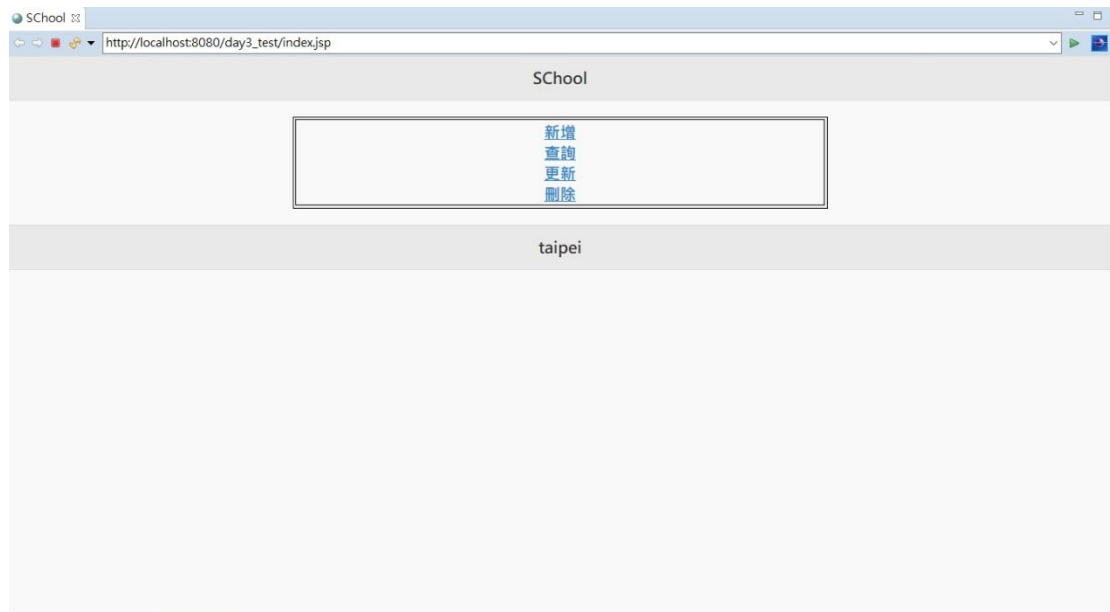 SChool
http://localhost:8080/day3_test/index.jsp
SChool
新增
查詢
更新
刪除
taipei